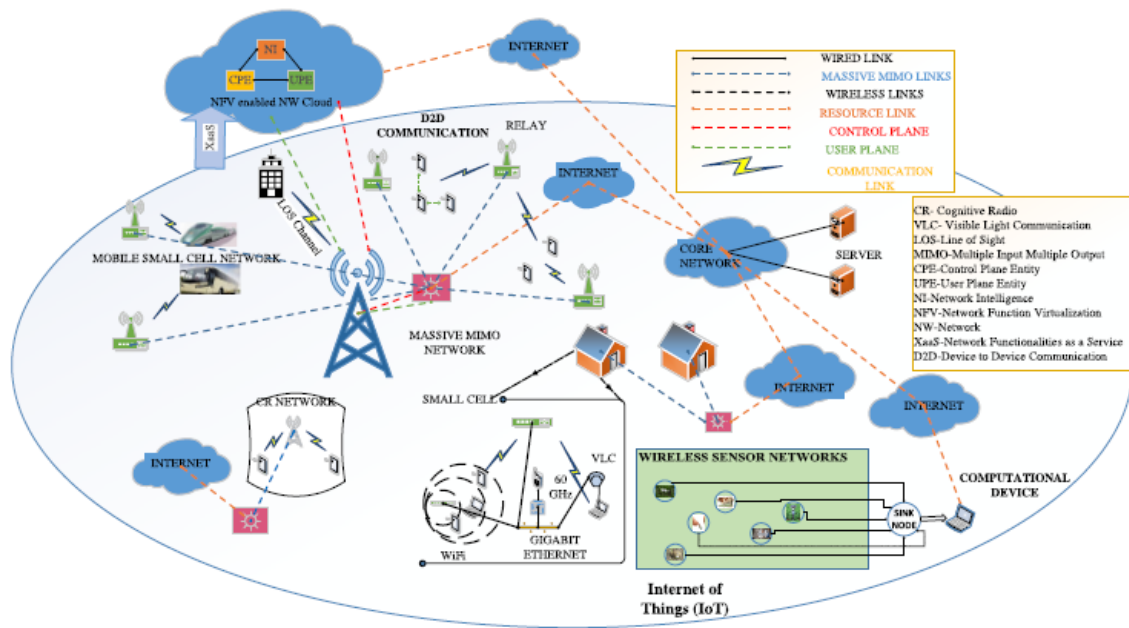 INTERNET
NI
CPE
UPE
NFV enabled NW Cloud
XaaS
WIRED LINK
MASSIVE MIMO LINKS
WIRELESS LINKS
RESOURCE LINK
CONTROL PLANE
USER PLANE
COMMUNICATION
LINK
D2D
COMMUNICATION
RELAY
LOS Channel
INTERNET
MOBILE SMALL CELL NETWORK
CORE
NETWORK
SERVER
CR- Cognitive Radio
VLC- Visible Light Communication
LOS-Line of Sight
MIMO-Multiple Input Multiple Output
CPE-Control Plane Entity
UPE-User Plane Entity
NI-Network Intelligence
NFV-Network Function Virtualization
NW-Network
XaaS-Network Functionalities as a Service
D2D-Device to Device Communication
MASSIVE MIMO
NETWORK
SMALL CELL
INTERNET
INTERNET
CR NETWORK
INTERNET
VLC
60
GHz
WiFi
GIGABIT
ETHERNET
WIRELESS SENSOR NETWORKS
SINK
NODE
COMPUTATIONAL
DEVICE
Internet of
Things (IoT)